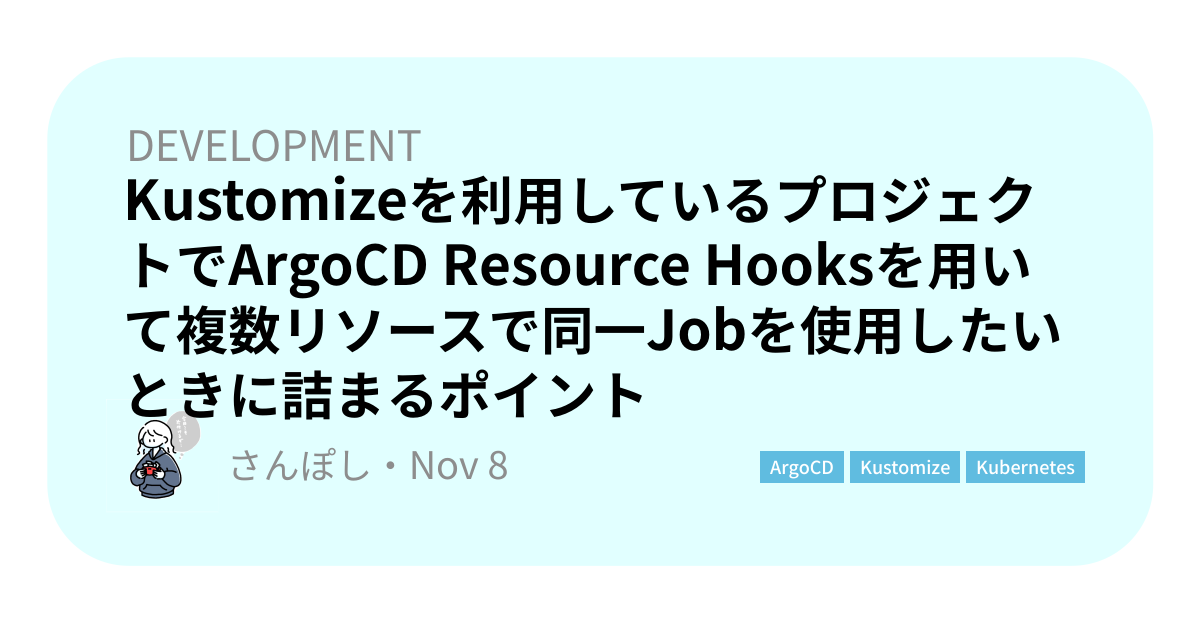 DEVELOPMENT
Kustomizeを利用しているプロジェク
トでArgoCD Resource Hooksを用い
て複数リソースで同一Jobを使用したい
ときに詰まるポイント
さんぽし・Nov 8
ArgoCD
Kustomize
Kubernetes